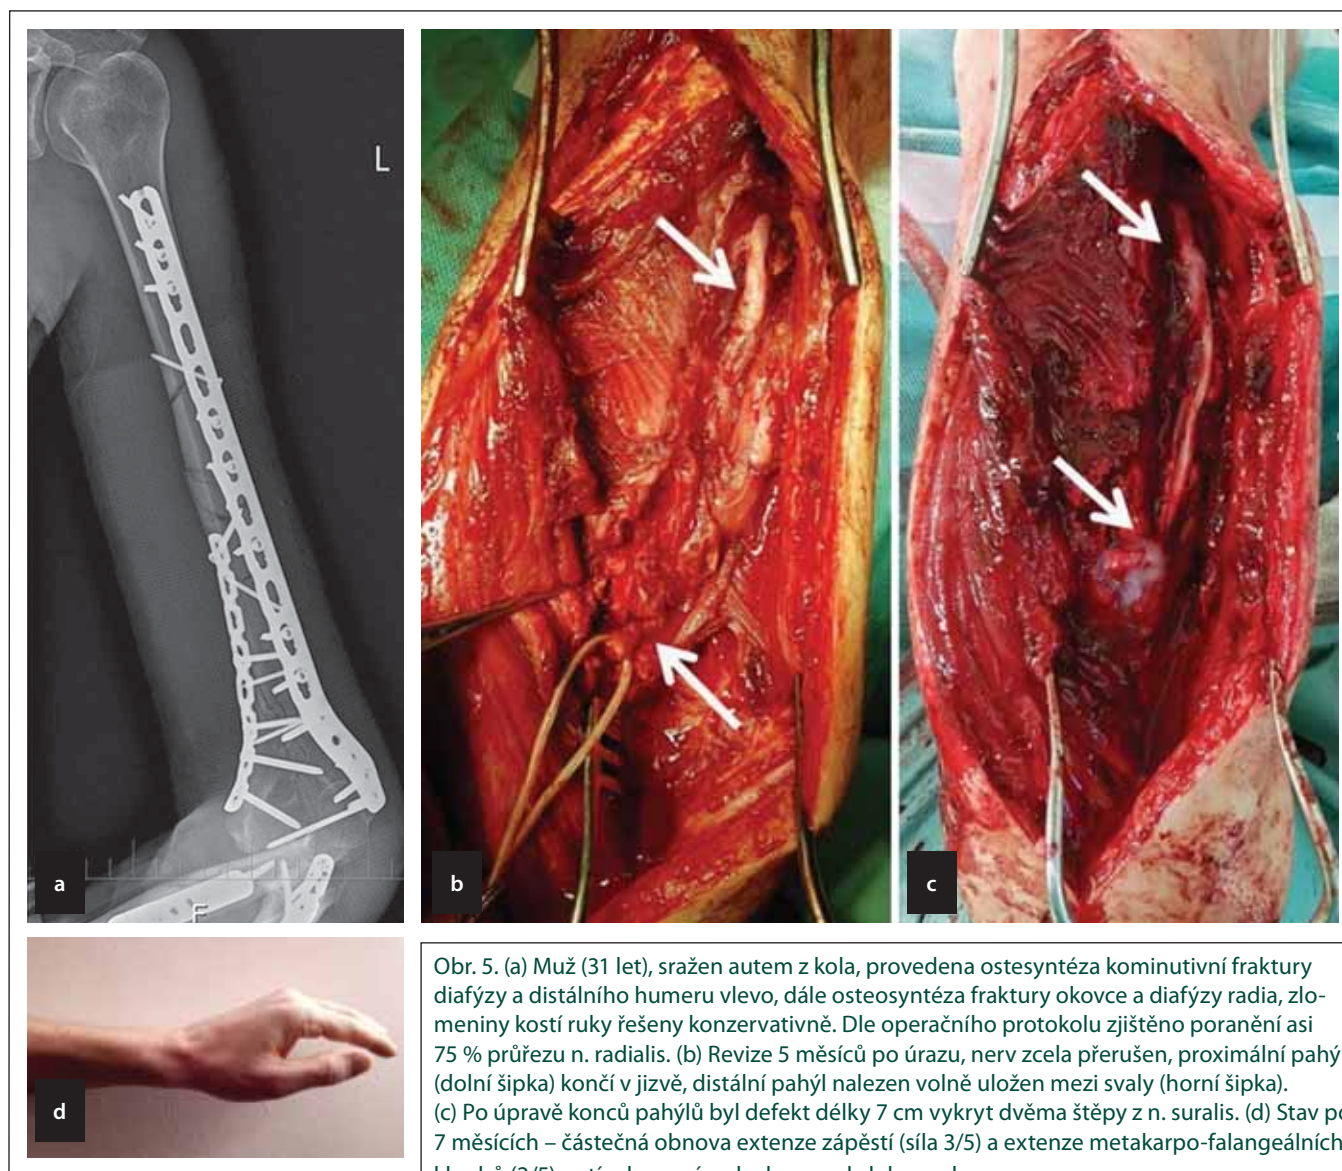 L
F
a
b
c
d
Obr. 5. (a) Muž (31 let), sražen autem z kola, provedena ostesyntéza kominutivní fraktury
diafýzy a distálního humeru vlevo, dále osteosyntéza fraktury okovce a diafýzy radia, zlo-
meniny kostí ruky řešeny konzervativně. Dle operačního protokolu zjištěno poranění asi
75 % průřezu n. radialis. (b) Revize 5 měsíců po úrazu, nerv zcela přerušen, proximální pahý
(dolní šipka) končí v jizvě, distální pahýl nalezen volně uložen mezi svaly (horní šipka).
(c) Po úpravě konců pahýlů byl defekt délky 7 cm vykryt dvěma štěpy z n. suralis. (d) Stav po
7 měsících – částečná obnova extenze zápěstí (síla 3/5) a extenze metakarpo-falangeálních